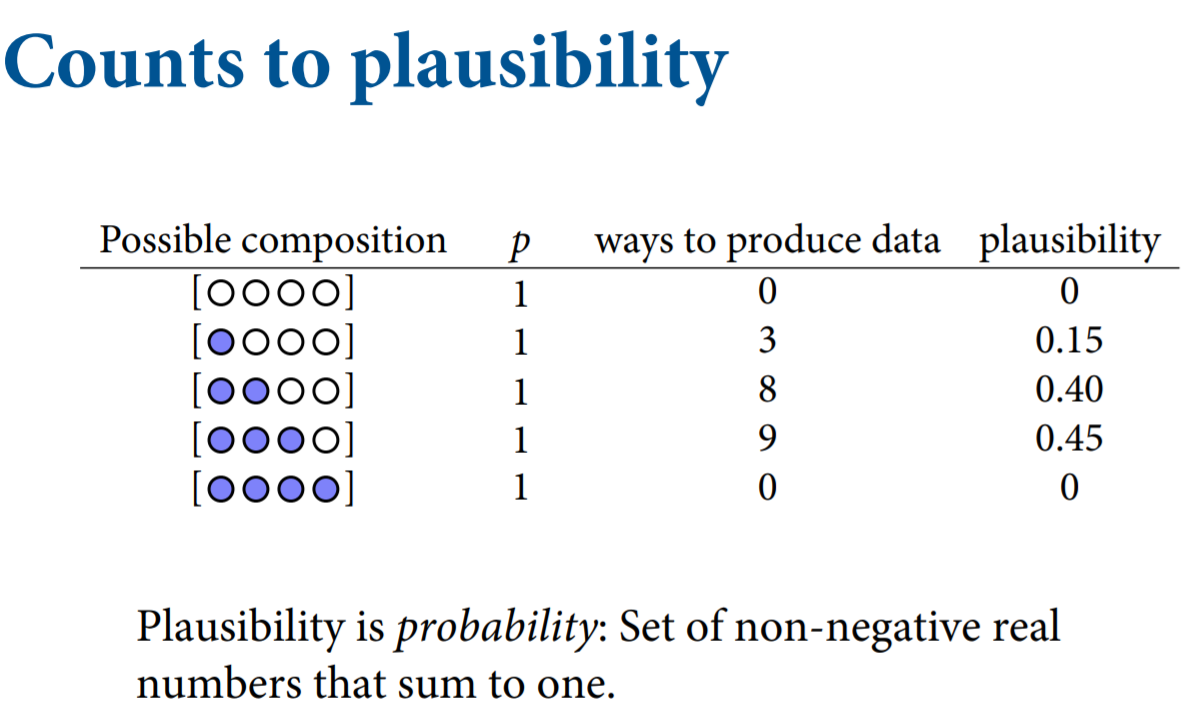 Counts to plausibility
Possible composition p ways to produce data plausibility
[○○○○] 1 0 0
[●○○○] 1 3 0.15
[●●○○] 1 8 0.40
[●●●○] 1 9 0.45
[●●●●] 1 0 0
Plausibility is probability: Set of non-negative real
numbers that sum to one.